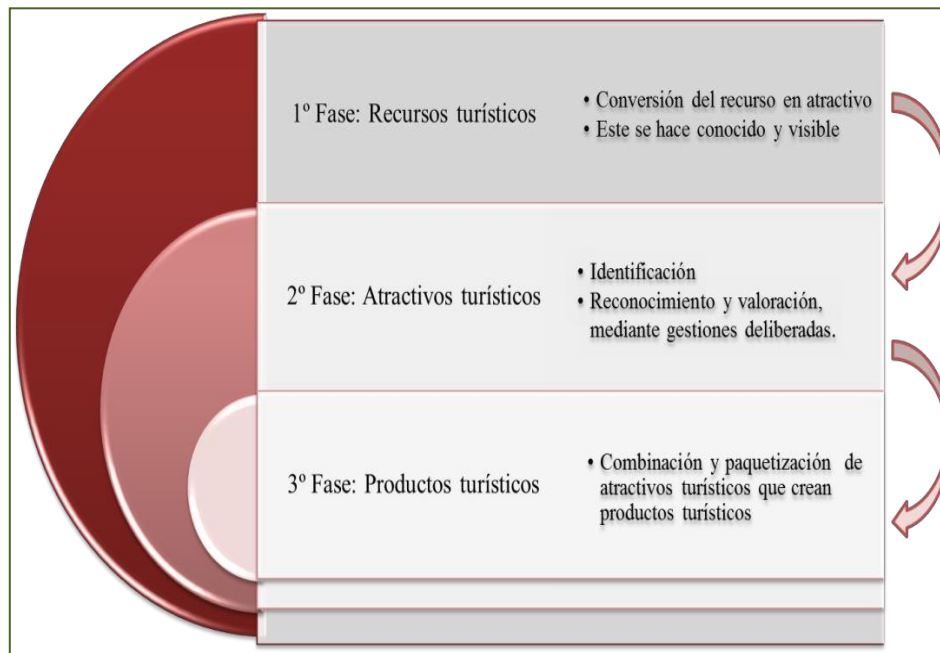 1º Fase: Recursos turísticos
• Conversión del recurso en atractivo
• Este se hace conocido y visible
2º Fase: Atractivos turísticos
• Identificación
• Reconocimiento y valoración,
mediante gestiones deliberadas.
3º Fase: Productos turísticos
• Combinación y paquetización de
atractivos turísticos que crean
productos turísticos